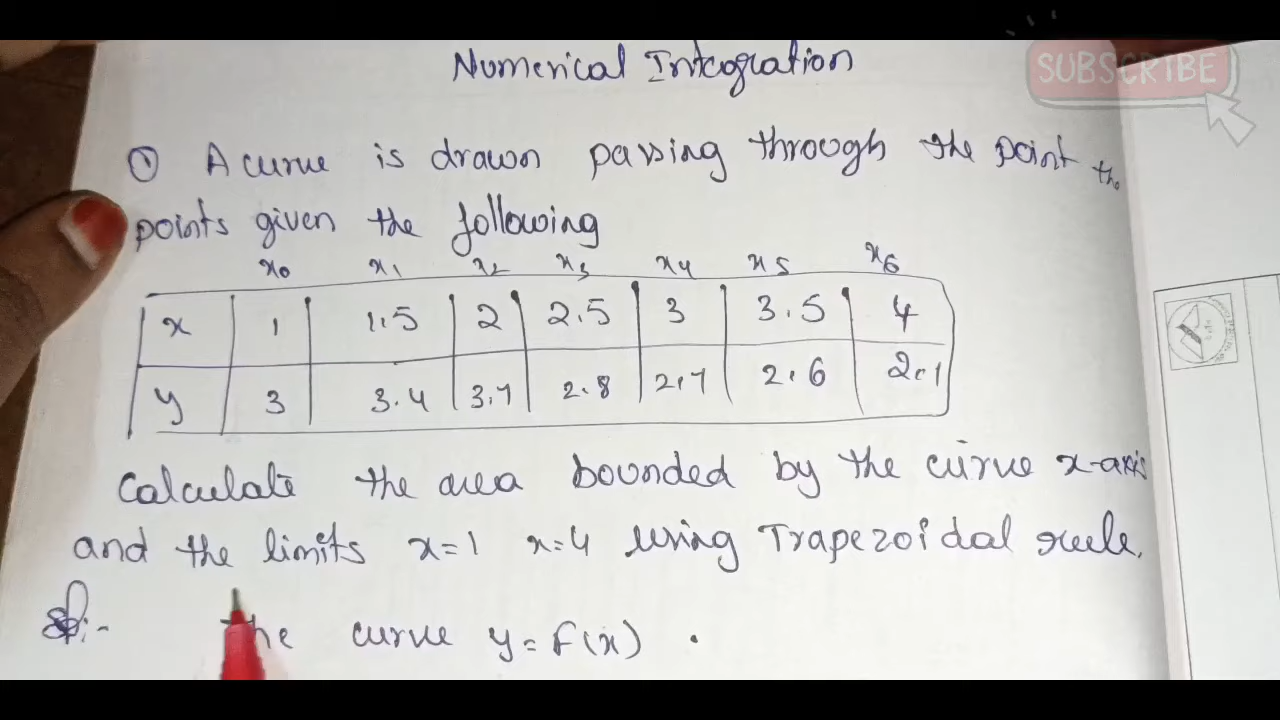 SUBSCRIBE
Numerical Integration
① A curve is drawn passing through the point the
points given the following
x₀ x₁ x₂ x₃ x₄ x₅ x₆
x 1 1.5 2 2.5 3 3.5 4
y 3 3.4 3.7 2.8 2.7 2.6 2.1
Calculate the area bounded by the curve x-axis
and the limits x=1 x=4 using Trapezoidal rule.
Sol:- The curve y=f(x) .